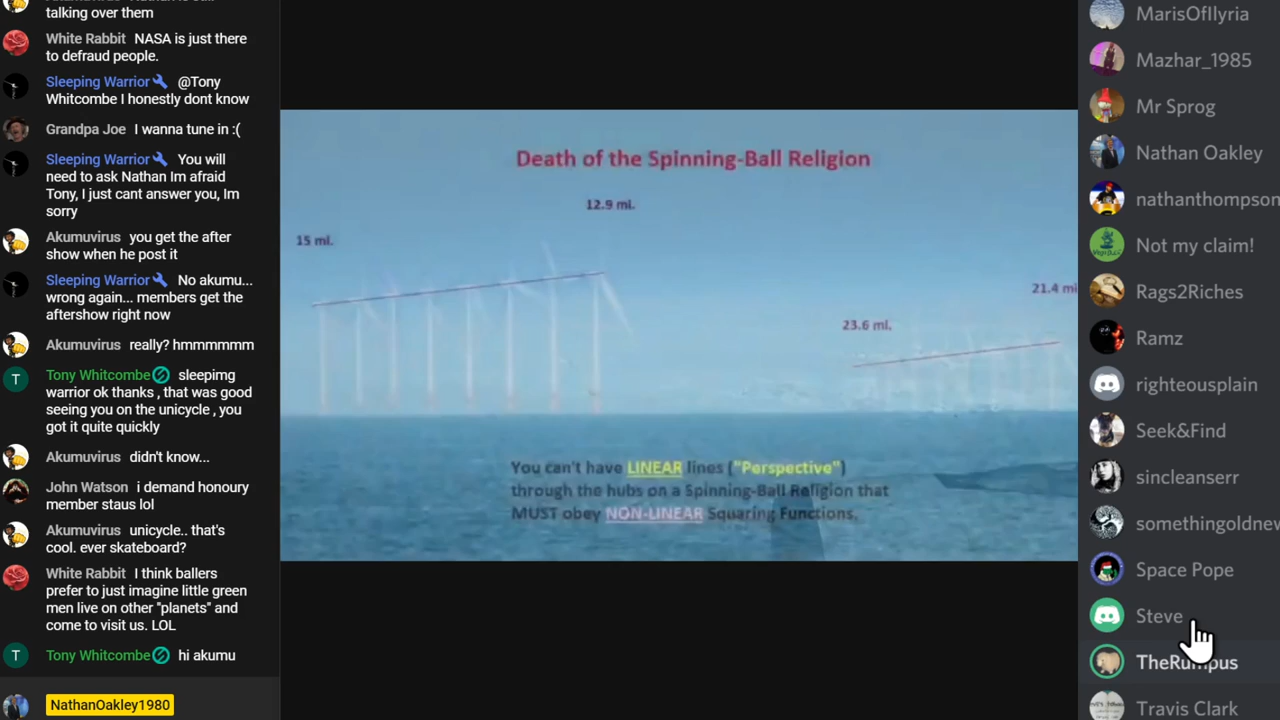 talking over them
White Rabbit NASA is just there
to defraud people.
Sleeping Warrior @Tony
Whitcombe I honestly dont know
Grandpa Joe I wanna tune in :(
Sleeping Warrior You will
need to ask Nathan Im afraid
Tony, I just cant answer you, Im
sorry
Akumuvirus you get the after
show when he post it
Sleeping Warrior No akumu...
wrong again... members get the
aftershow right now
Akumuvirus really? hmmmmmm
T
Tony Whitcombe sleepimg
warrior ok thanks , that was good
seeing you on the unicycle , you
got it quite quickly
Akumuvirus didn't know...
John Watson i demand honoury
member staus lol
Akumuvirus unicycle.. that's
cool. ever skateboard?
White Rabbit I think ballers
prefer to just imagine little green
men live on other "planets" and
come to visit us. LOL
T
Tony Whitcombe hi akumu
NathanOakley1980
Death of the Spinning-Ball Religion
12.9 mi.
15 mi.
21.4 mi
23.6 mi.
You can't have LINEAR lines ("Perspective")
through the hubs on a Spinning-Ball Religion that
MUST obey NON-LINEAR Squaring Functions.
MarisOfIlyria
Mazhar_1985
Mr Sprog
Nathan Oakley
nathanthompson
Not my claim!
Rags2Riches
Ramz
righteousplain
Seek&Find
sincleanserr
somethingoldnew
Space Pope
Steve
TheRumpus
Travis Clark